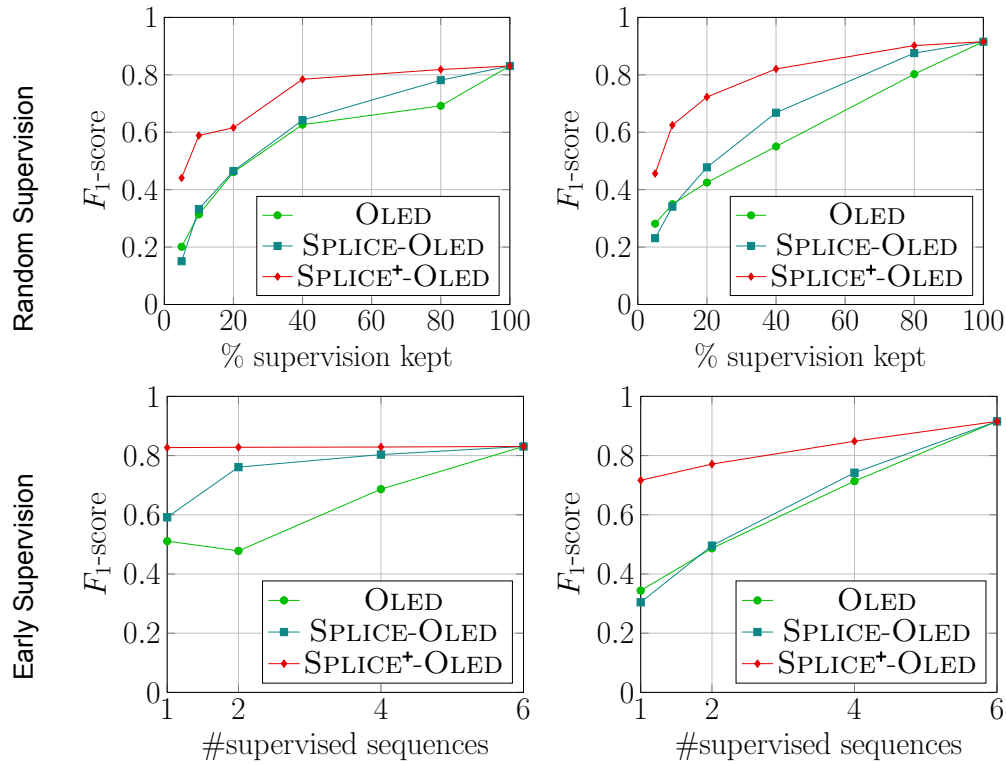 Random Supervision
F1-score
1
0.8
0.6
0.4
0.2
0
OLED
SPLICE-OLED
SPLICE+-OLED
0 20 40 60 80 100
% supervision kept
F1-score
1
0.8
0.6
0.4
0.2
0
OLED
SPLICE-OLED
SPLICE+-OLED
0 20 40 60 80 100
% supervision kept
Early Supervision
F1-score
1
0.8
0.6
0.4
0.2
0
OLED
SPLICE-OLED
SPLICE+-OLED
1 2 4 6
#supervised sequences
F1-score
1
0.8
0.6
0.4
0.2
0
OLED
SPLICE-OLED
SPLICE+-OLED
1 2 4 6
#supervised sequences